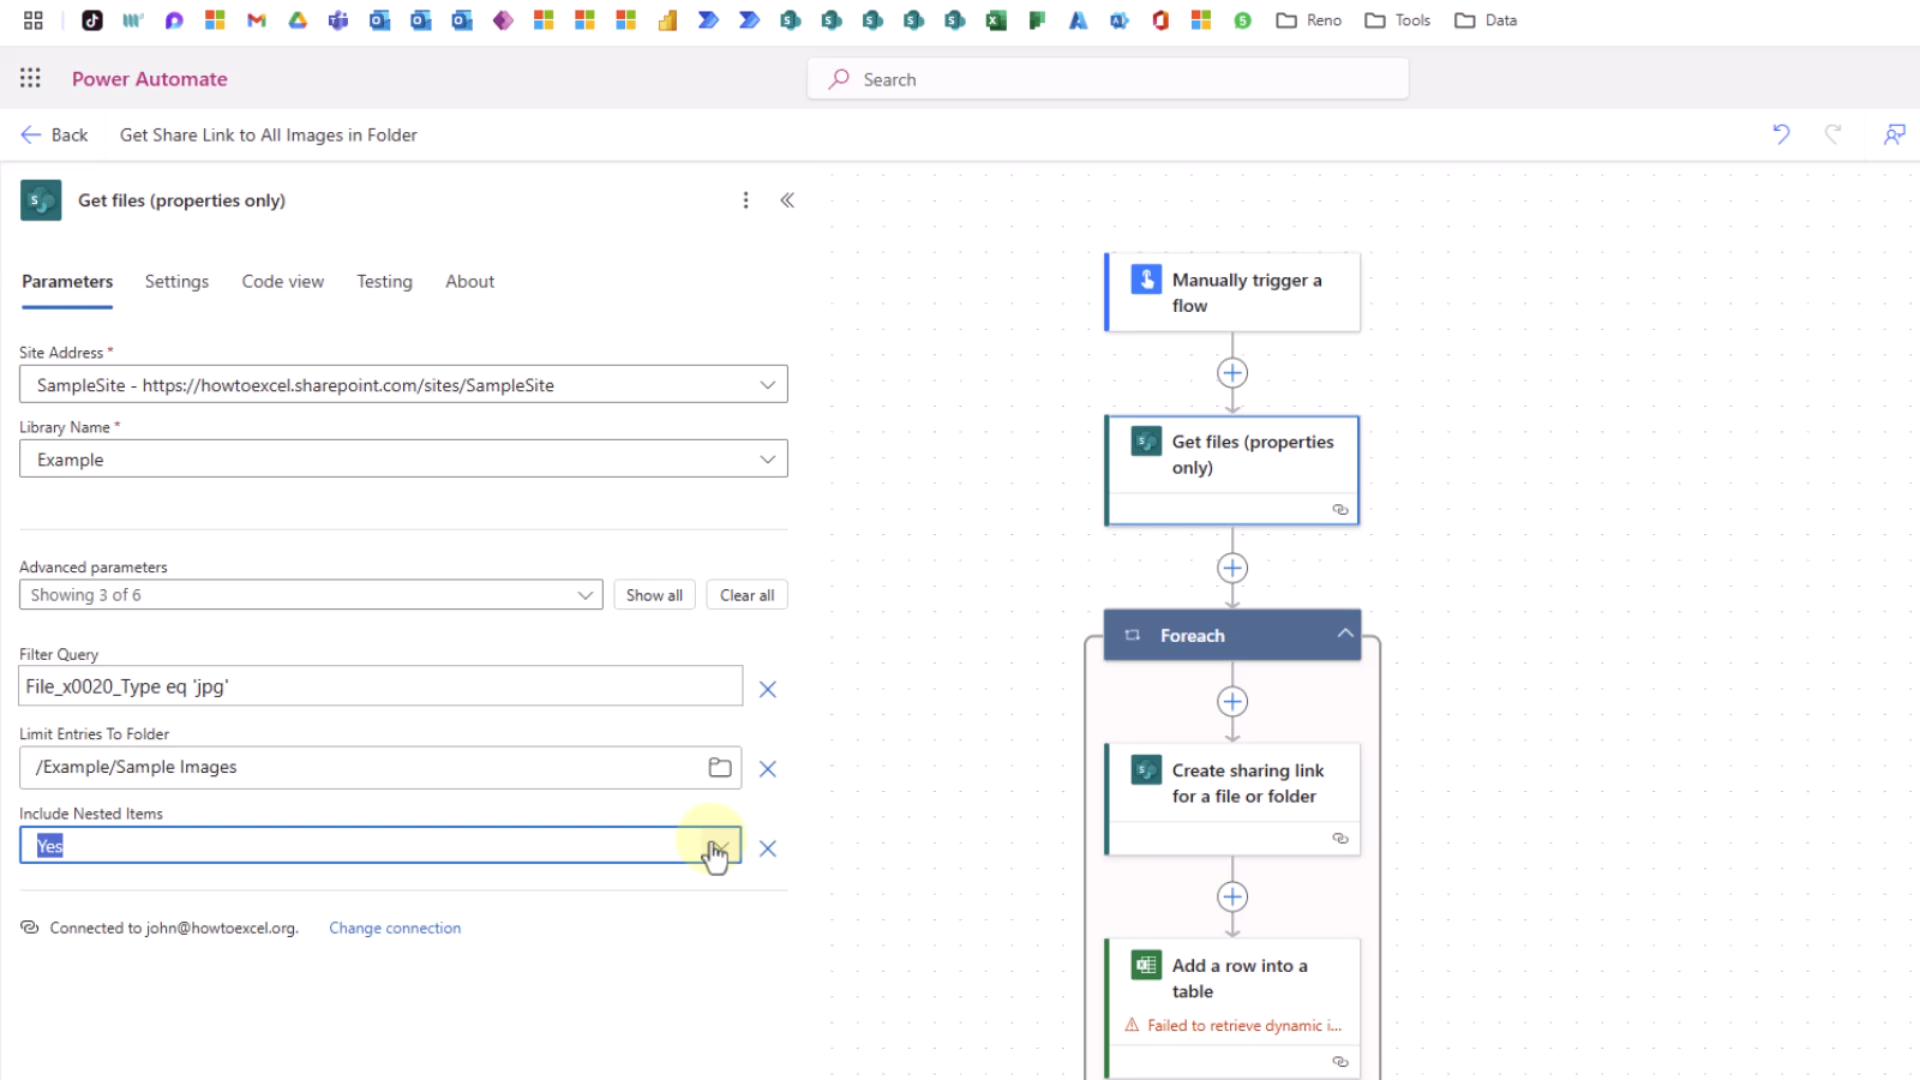 Reno
Tools
Data
Power Automate
Search
Back
Get Share Link to All Images in Folder
Get files (properties only)
Parameters
Settings
Code view
Testing
About
Site Address *
SampleSite - https://howtoexcel.sharepoint.com/sites/SampleSite
Library Name *
Example
Advanced parameters
Showing 3 of 6
Show all
Clear all
Filter Query
File_x0020_Type eq 'jpg'
Limit Entries To Folder
/Example/Sample Images
Include Nested Items
Yes
Connected to john@howtoexcel.org.
Change connection
Manually trigger a
flow
Get files (properties
only)
Foreach
Create sharing link
for a file or folder
Add a row into a
table
Failed to retrieve dynamic i...